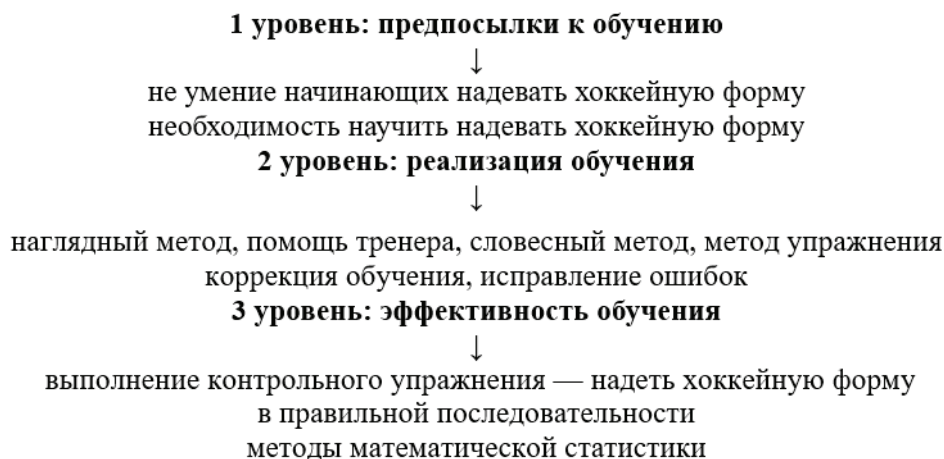 1 уровень: предпосылки к обучению
↓
не умение начинающих надевать хоккейную форму
необходимость научить надевать хоккейную форму
2 уровень: реализация обучения
↓
наглядный метод, помощь тренера, словесный метод, метод упражнения
коррекция обучения, исправление ошибок
3 уровень: эффективность обучения
↓
выполнение контрольного упражнения — надеть хоккейную форму
в правильной последовательности
методы математической статистики